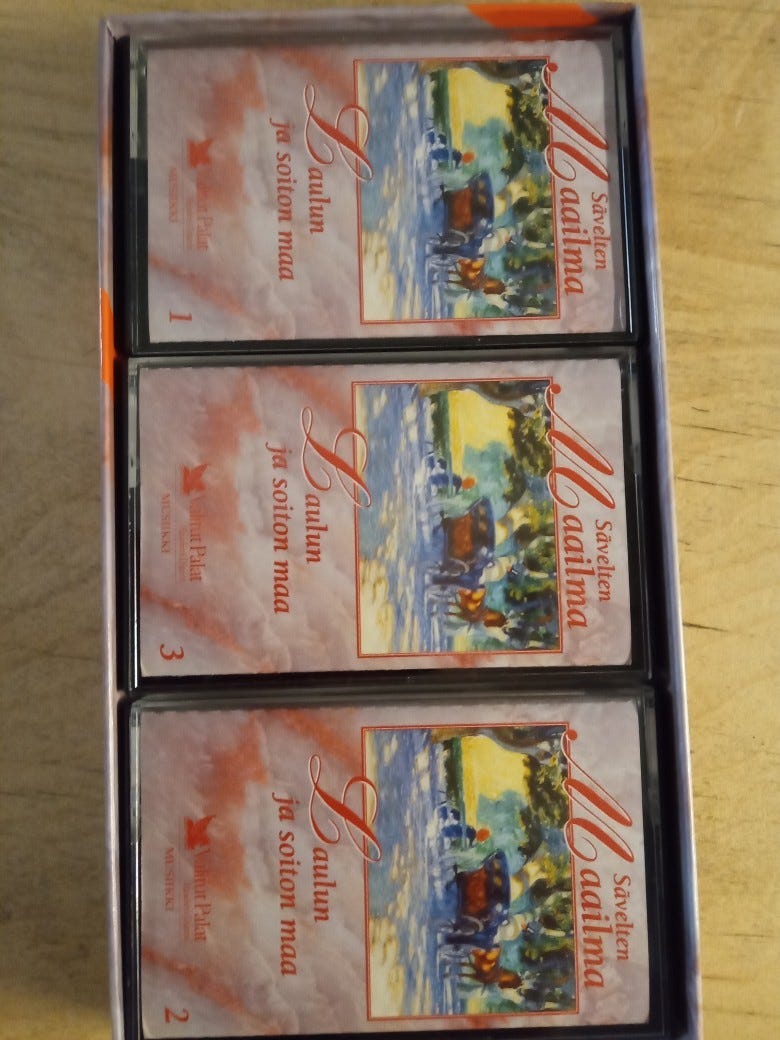 Sävelten
Maailma
Laulun
ja soiton maa
Valitut Palat
MUSIIKKI
1
Sävelten
Maailma
Laulun
ja soiton maa
Valitut Palat
MUSIIKKI
3
Sävelten
Maailma
Laulun
ja soiton maa
Valitut Palat
MUSIIKKI
2